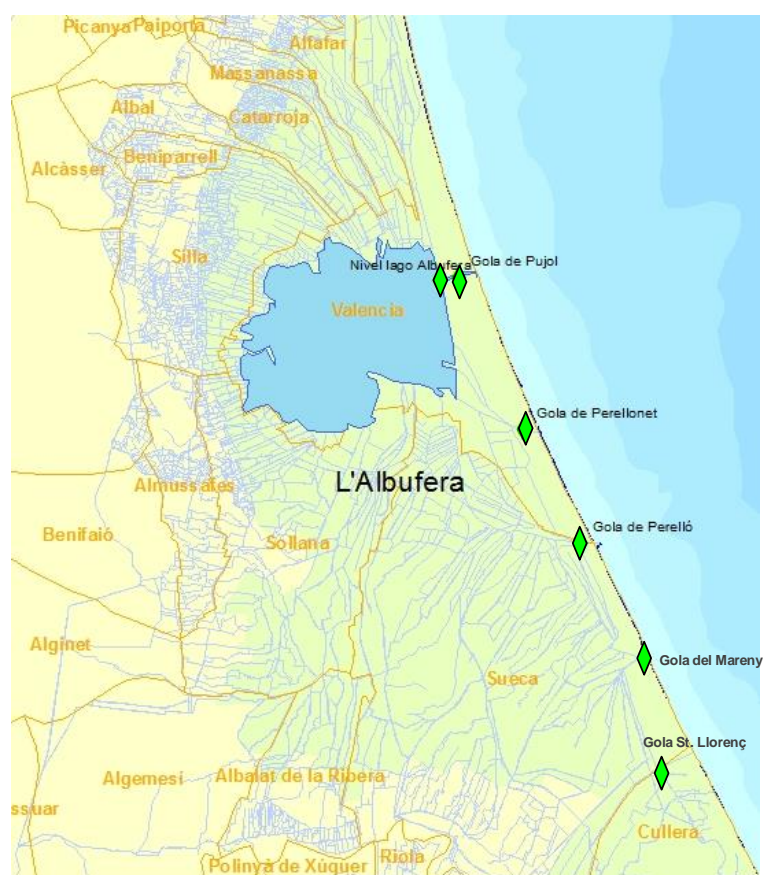 Picanya
Paiporta
Alfafar
Massanassa
Albal
Catarroja
Beniparrell
Alcàsser
Silla
Nivel lago Albufera
Gola de Pujol
Valencia
Gola de Perellonet
L'Albufera
Almussafes
Benifaió
Sollana
Gola de Perelló
Alginet
Gola del Mareny
Sueca
Gola St. Llorenç
Algemesí
Albalat de la Ribera
ssuar
Cullera
Riola
Polinyà de Xúquer